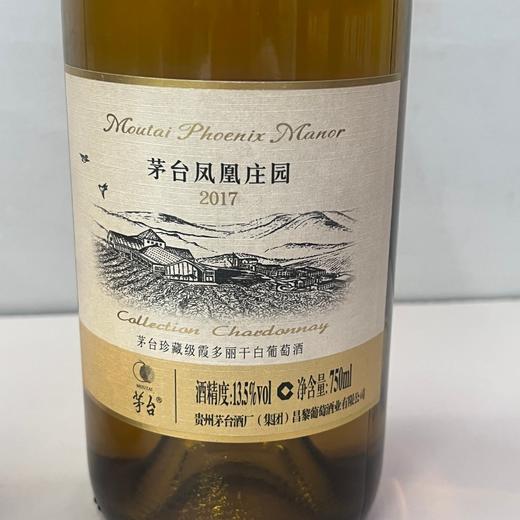 Moutai Phoenix Manor
茅台凤凰庄园
2017
Collection Chardonnay
茅台珍藏级霞多丽干白葡萄酒
MOUTAI
茅台®
酒精度:13.5%vol 净含量:750ml
贵州茅台酒厂（集团）昌黎葡萄酒业有限公司